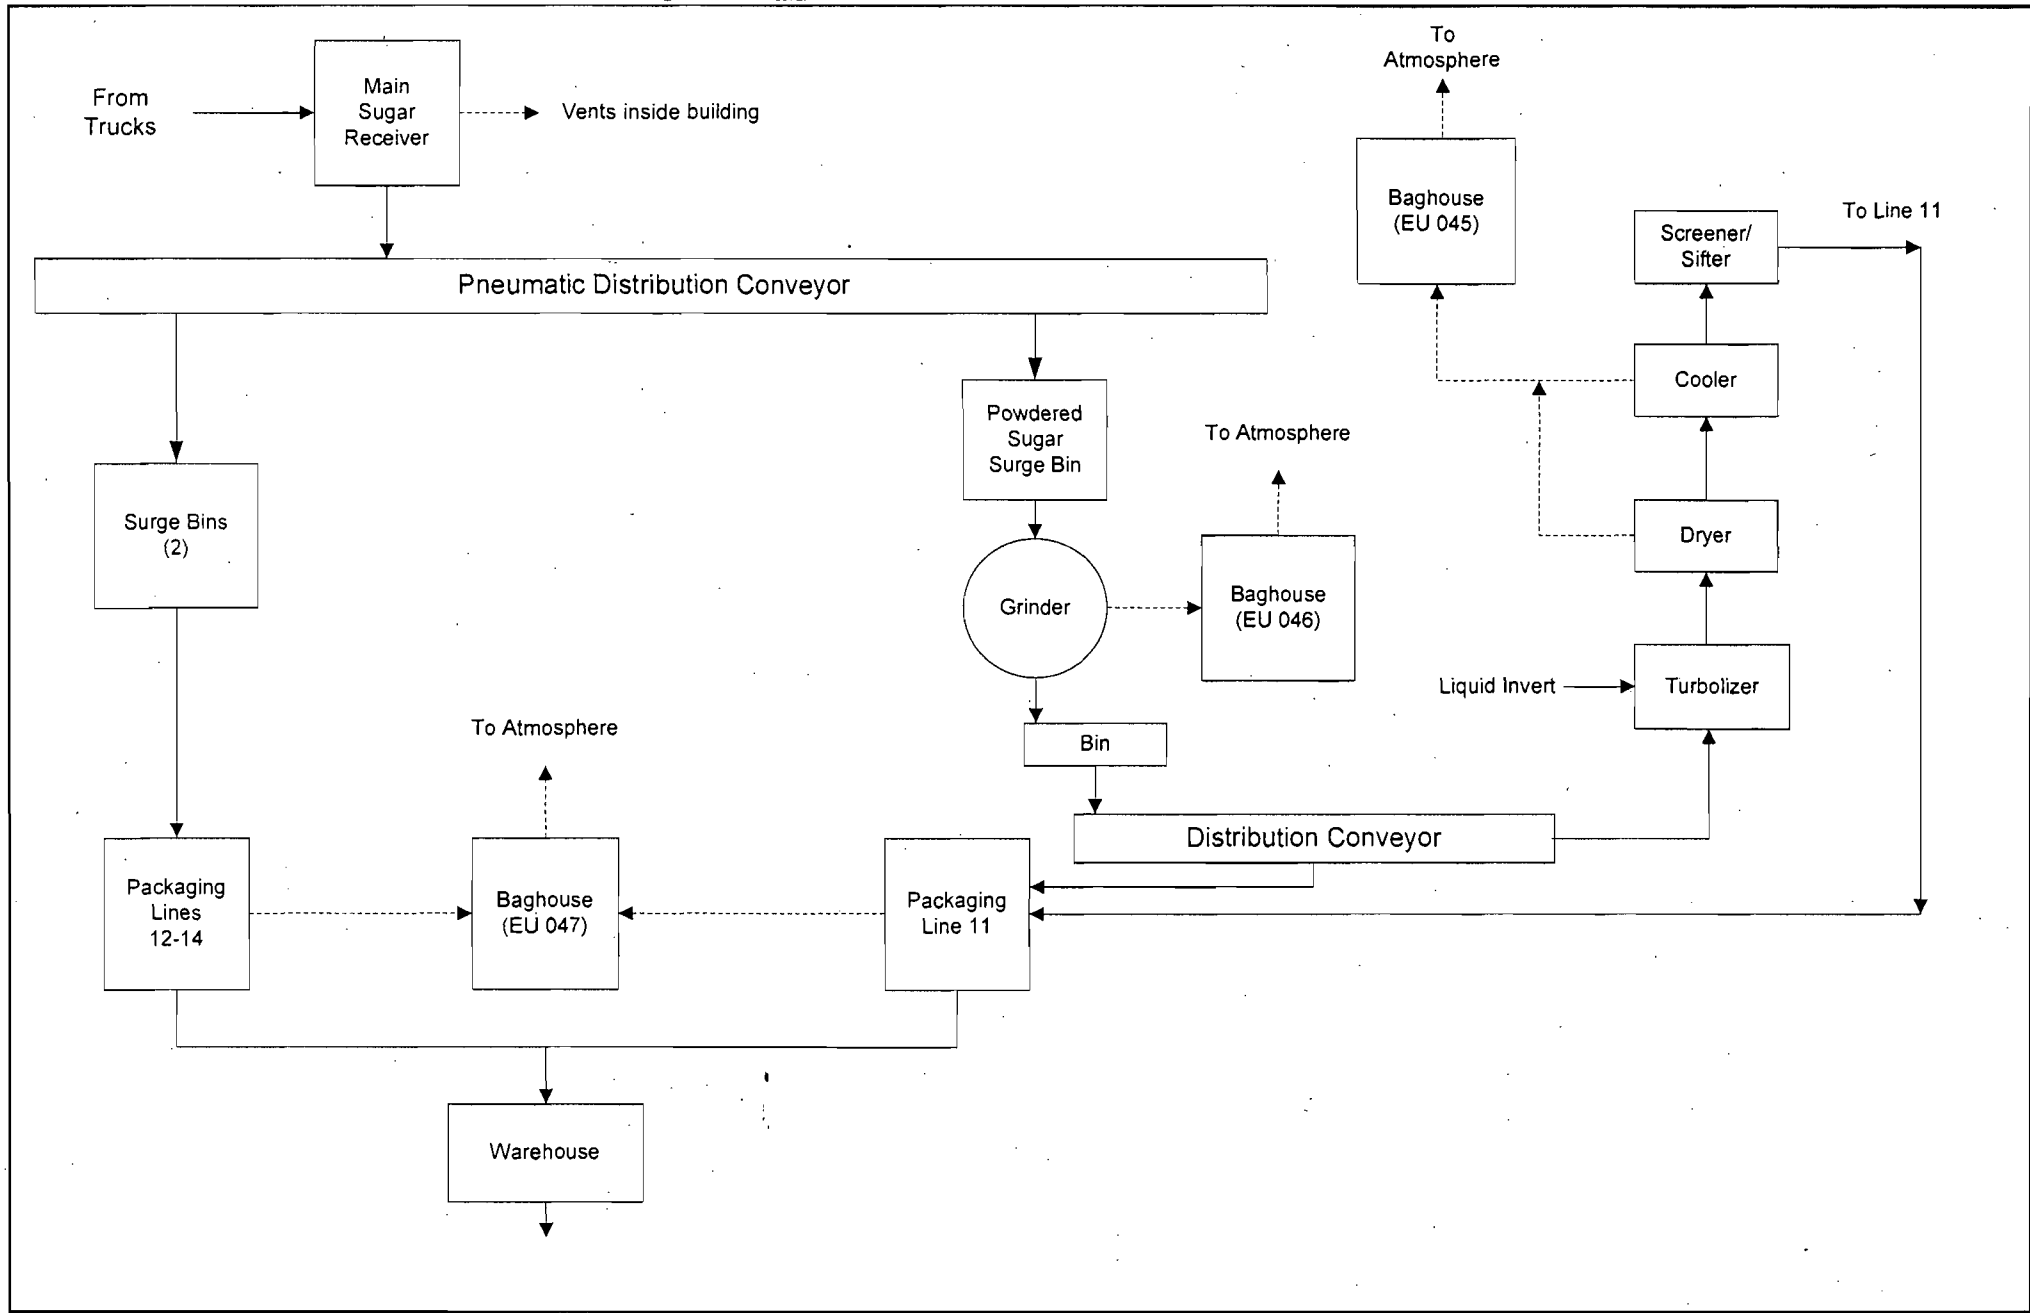 From
Trucks
Main
Sugar
Receiver
Vents inside building
To
Atmosphere
Baghouse
(EU 045)
Screener/
Sifter
To Line 11
Pneumatic Distribution Conveyor
Cooler
Powdered
Sugar
Surge Bin
To Atmosphere
Surge Bins
(2)
Dryer
Grinder
Baghouse
(EU 046)
Liquid Invert
Turbolizer
To Atmosphere
Bin
Distribution Conveyor
Packaging
Lines
12-14
Baghouse
(EU 047)
Packaging
Line 11
Warehouse